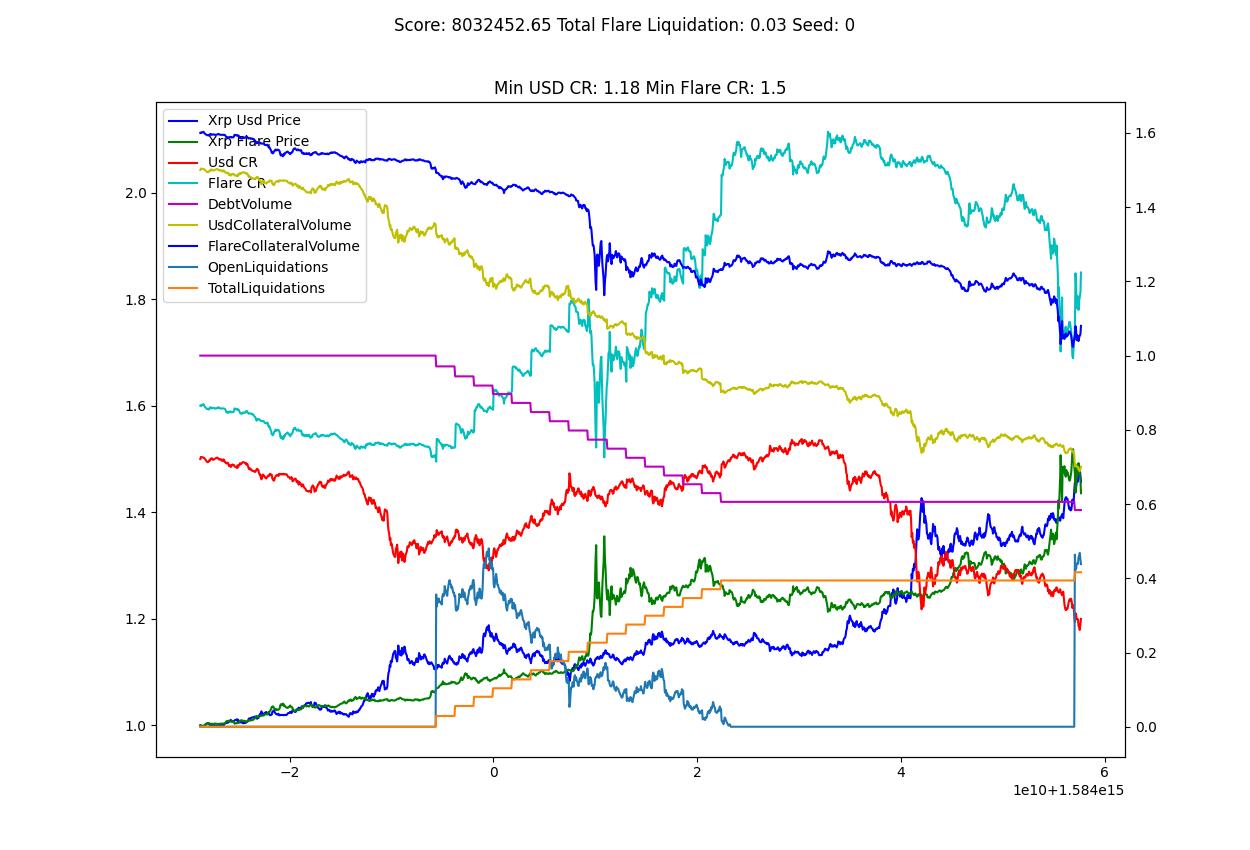 Score: 8032452.65 Total Flare Liquidation: 0.03 Seed: 0
Min USD CR: 1.18 Min Flare CR: 1.5
Xrp Usd Price
Xrp Flare Price
Usd CR
Flare CR
DebtVolume
UsdCollateralVolume
FlareCollateralVolume
OpenLiquidations
TotalLiquidations
2.0
1.8
1.6
1.4
1.2
1.0
1.6
1.4
1.2
1.0
0.8
0.6
0.4
0.2
0.0
−2 0 2 4 6
1e10+1.584e15